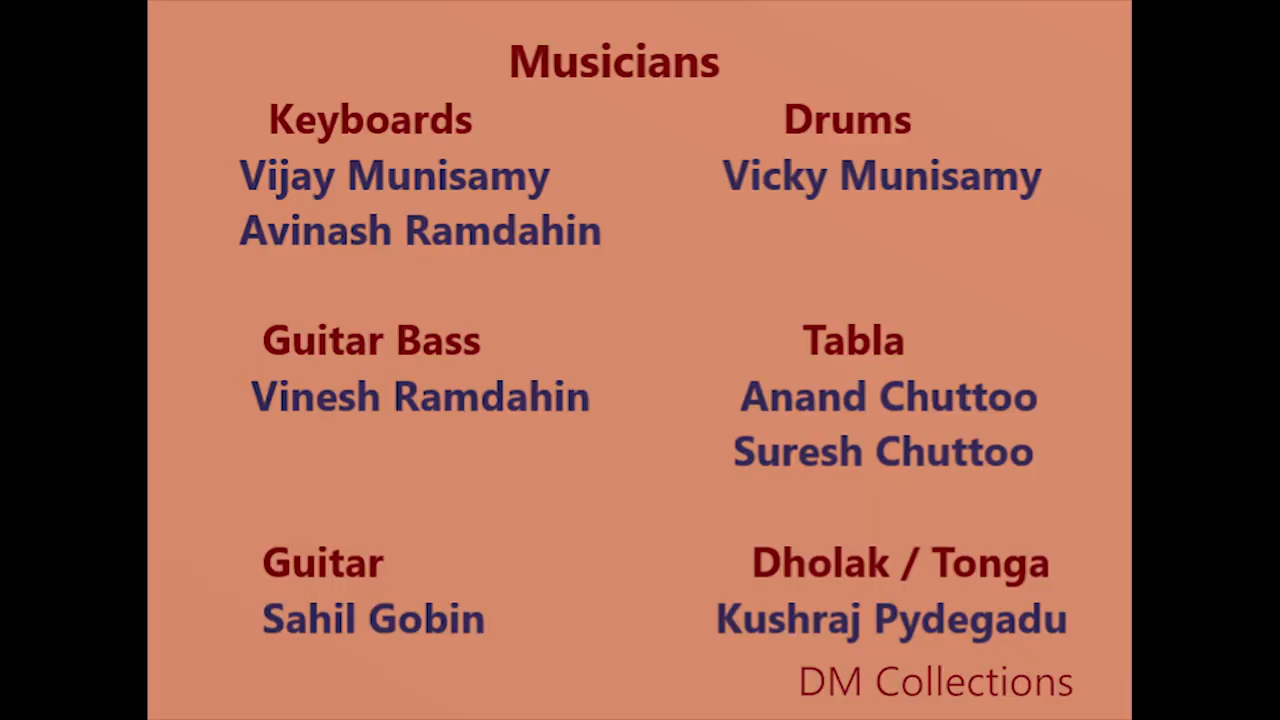 Musicians
Keyboards
Vijay Munisamy
Avinash Ramdahin
Drums
Vicky Munisamy
Guitar Bass
Vinesh Ramdahin
Tabla
Anand Chuttoo
Suresh Chuttoo
Guitar
Sahil Gobin
Dholak / Tonga
Kushraj Pydegadu
DM Collections